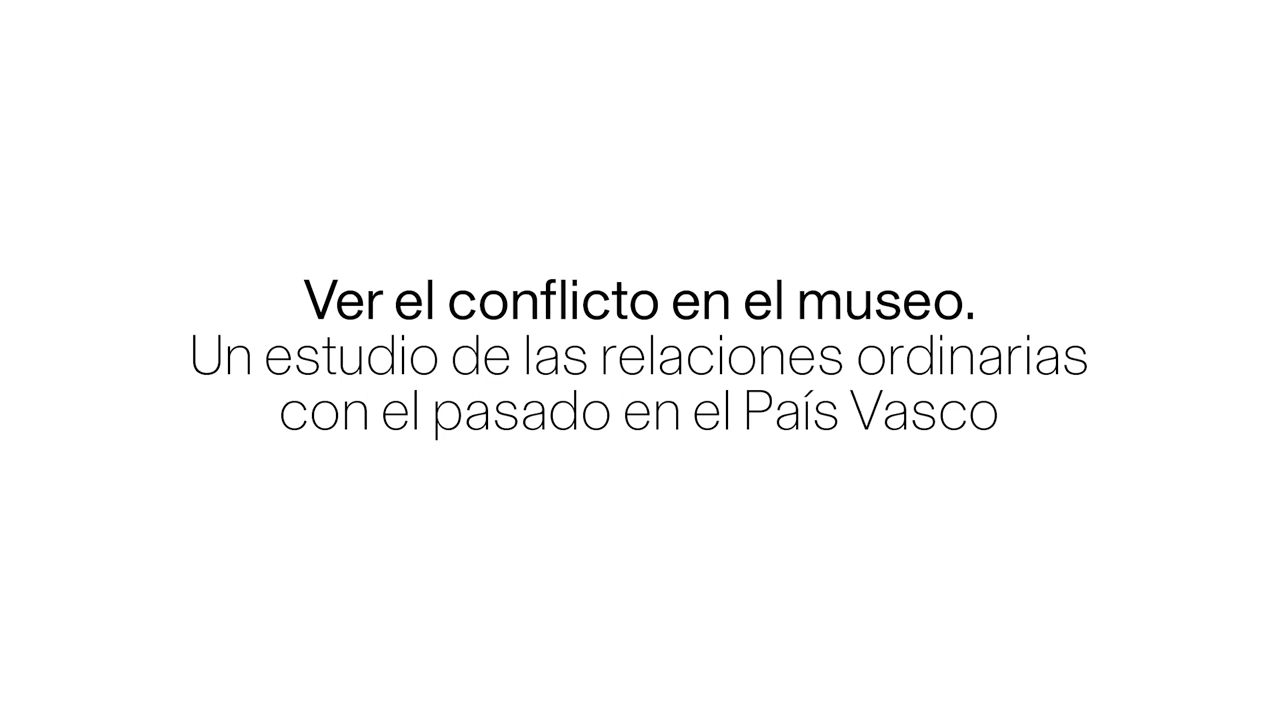 Ver el conflicto en el museo.
Un estudio de las relaciones ordinarias
con el pasado en el País Vasco